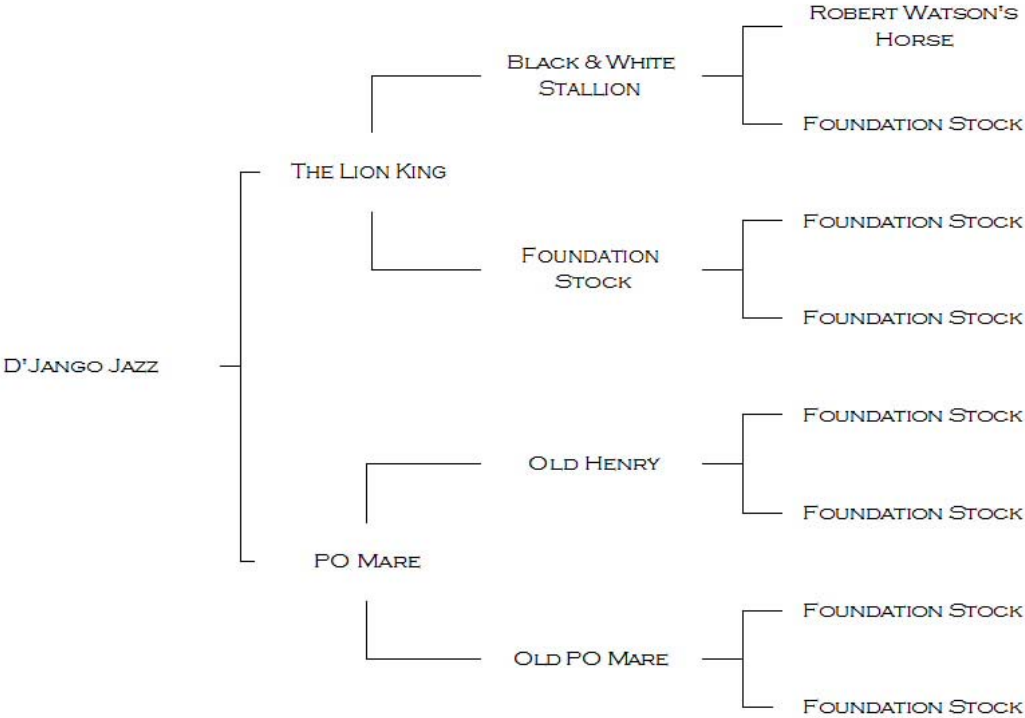 Robert Watson's
Horse
Black & White
Stallion
Foundation Stock
The Lion King
Foundation Stock
Foundation
Stock
Foundation Stock
D'Jango Jazz
Foundation Stock
Old Henry
Foundation Stock
PO Mare
Foundation Stock
Old PO Mare
Foundation Stock